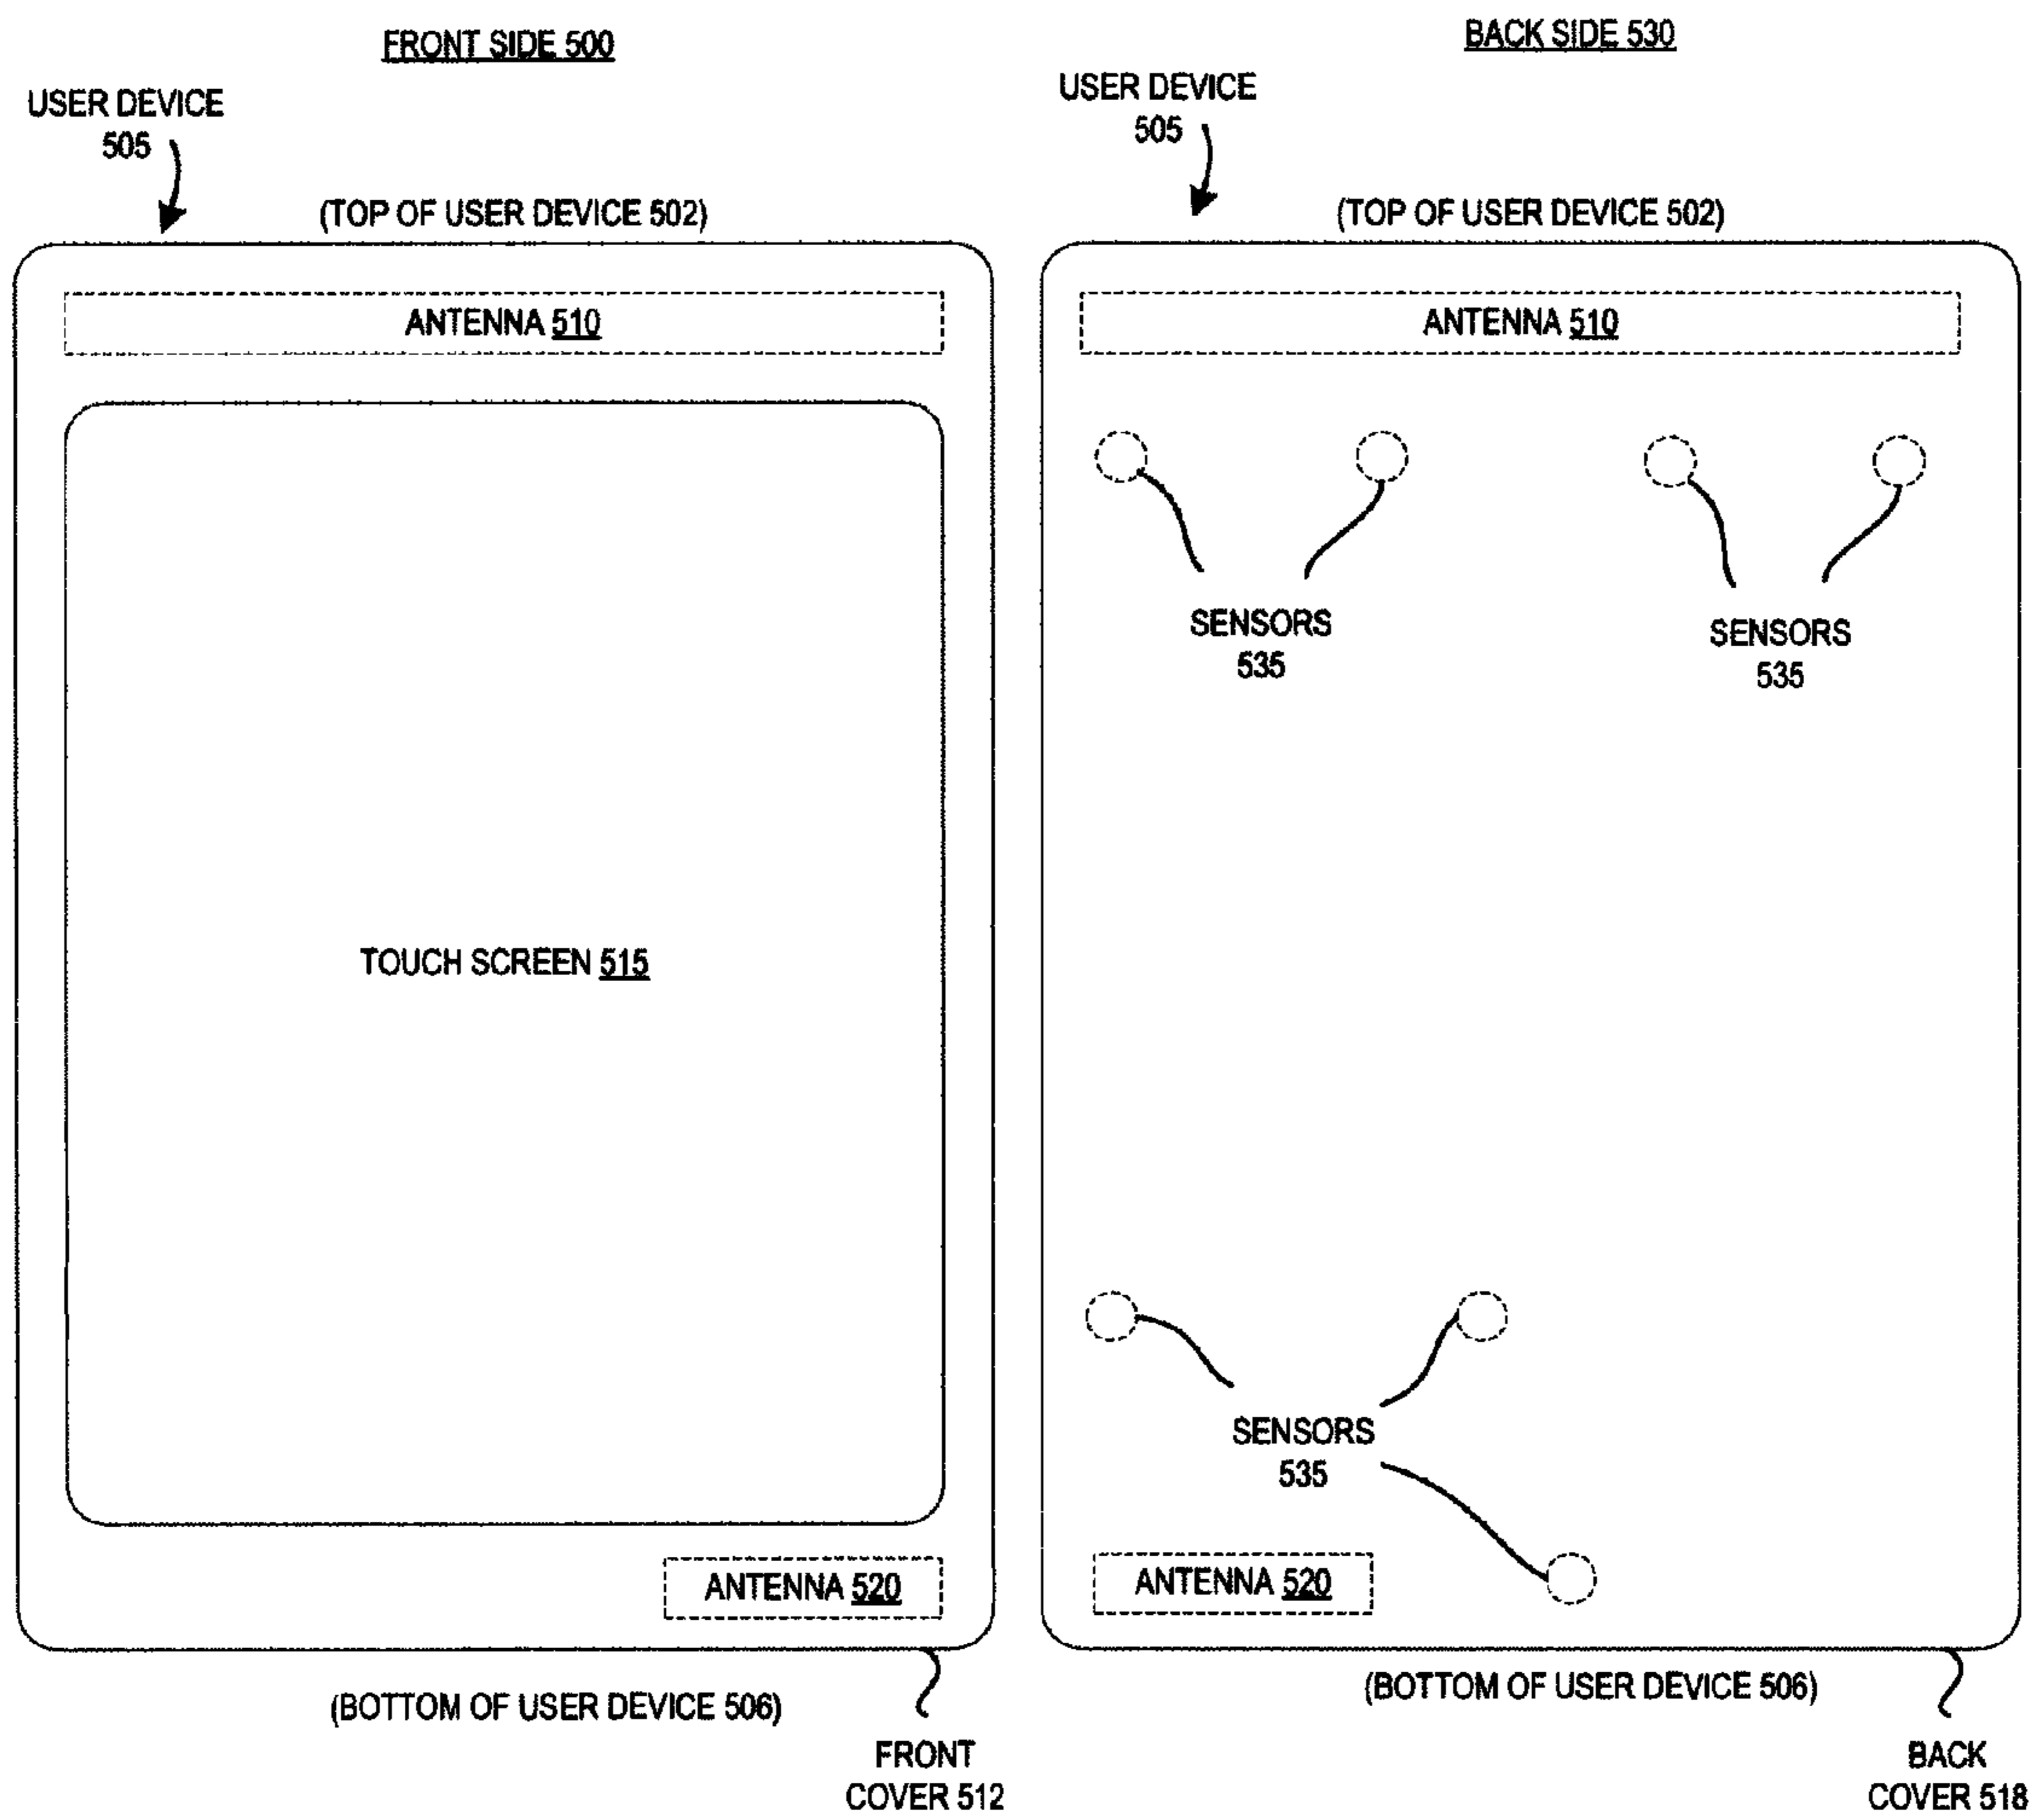 FRONT SIDE 500
USER DEVICE
505
(TOP OF USER DEVICE 502)
ANTENNA 510
TOUCH SCREEN 515
ANTENNA 520
(BOTTOM OF USER DEVICE 506)
FRONT
COVER 512
BACK SIDE 530
USER DEVICE
505
(TOP OF USER DEVICE 502)
ANTENNA 510
SENSORS
535
SENSORS
535
SENSORS
535
ANTENNA 520
(BOTTOM OF USER DEVICE 506)
BACK
COVER 518